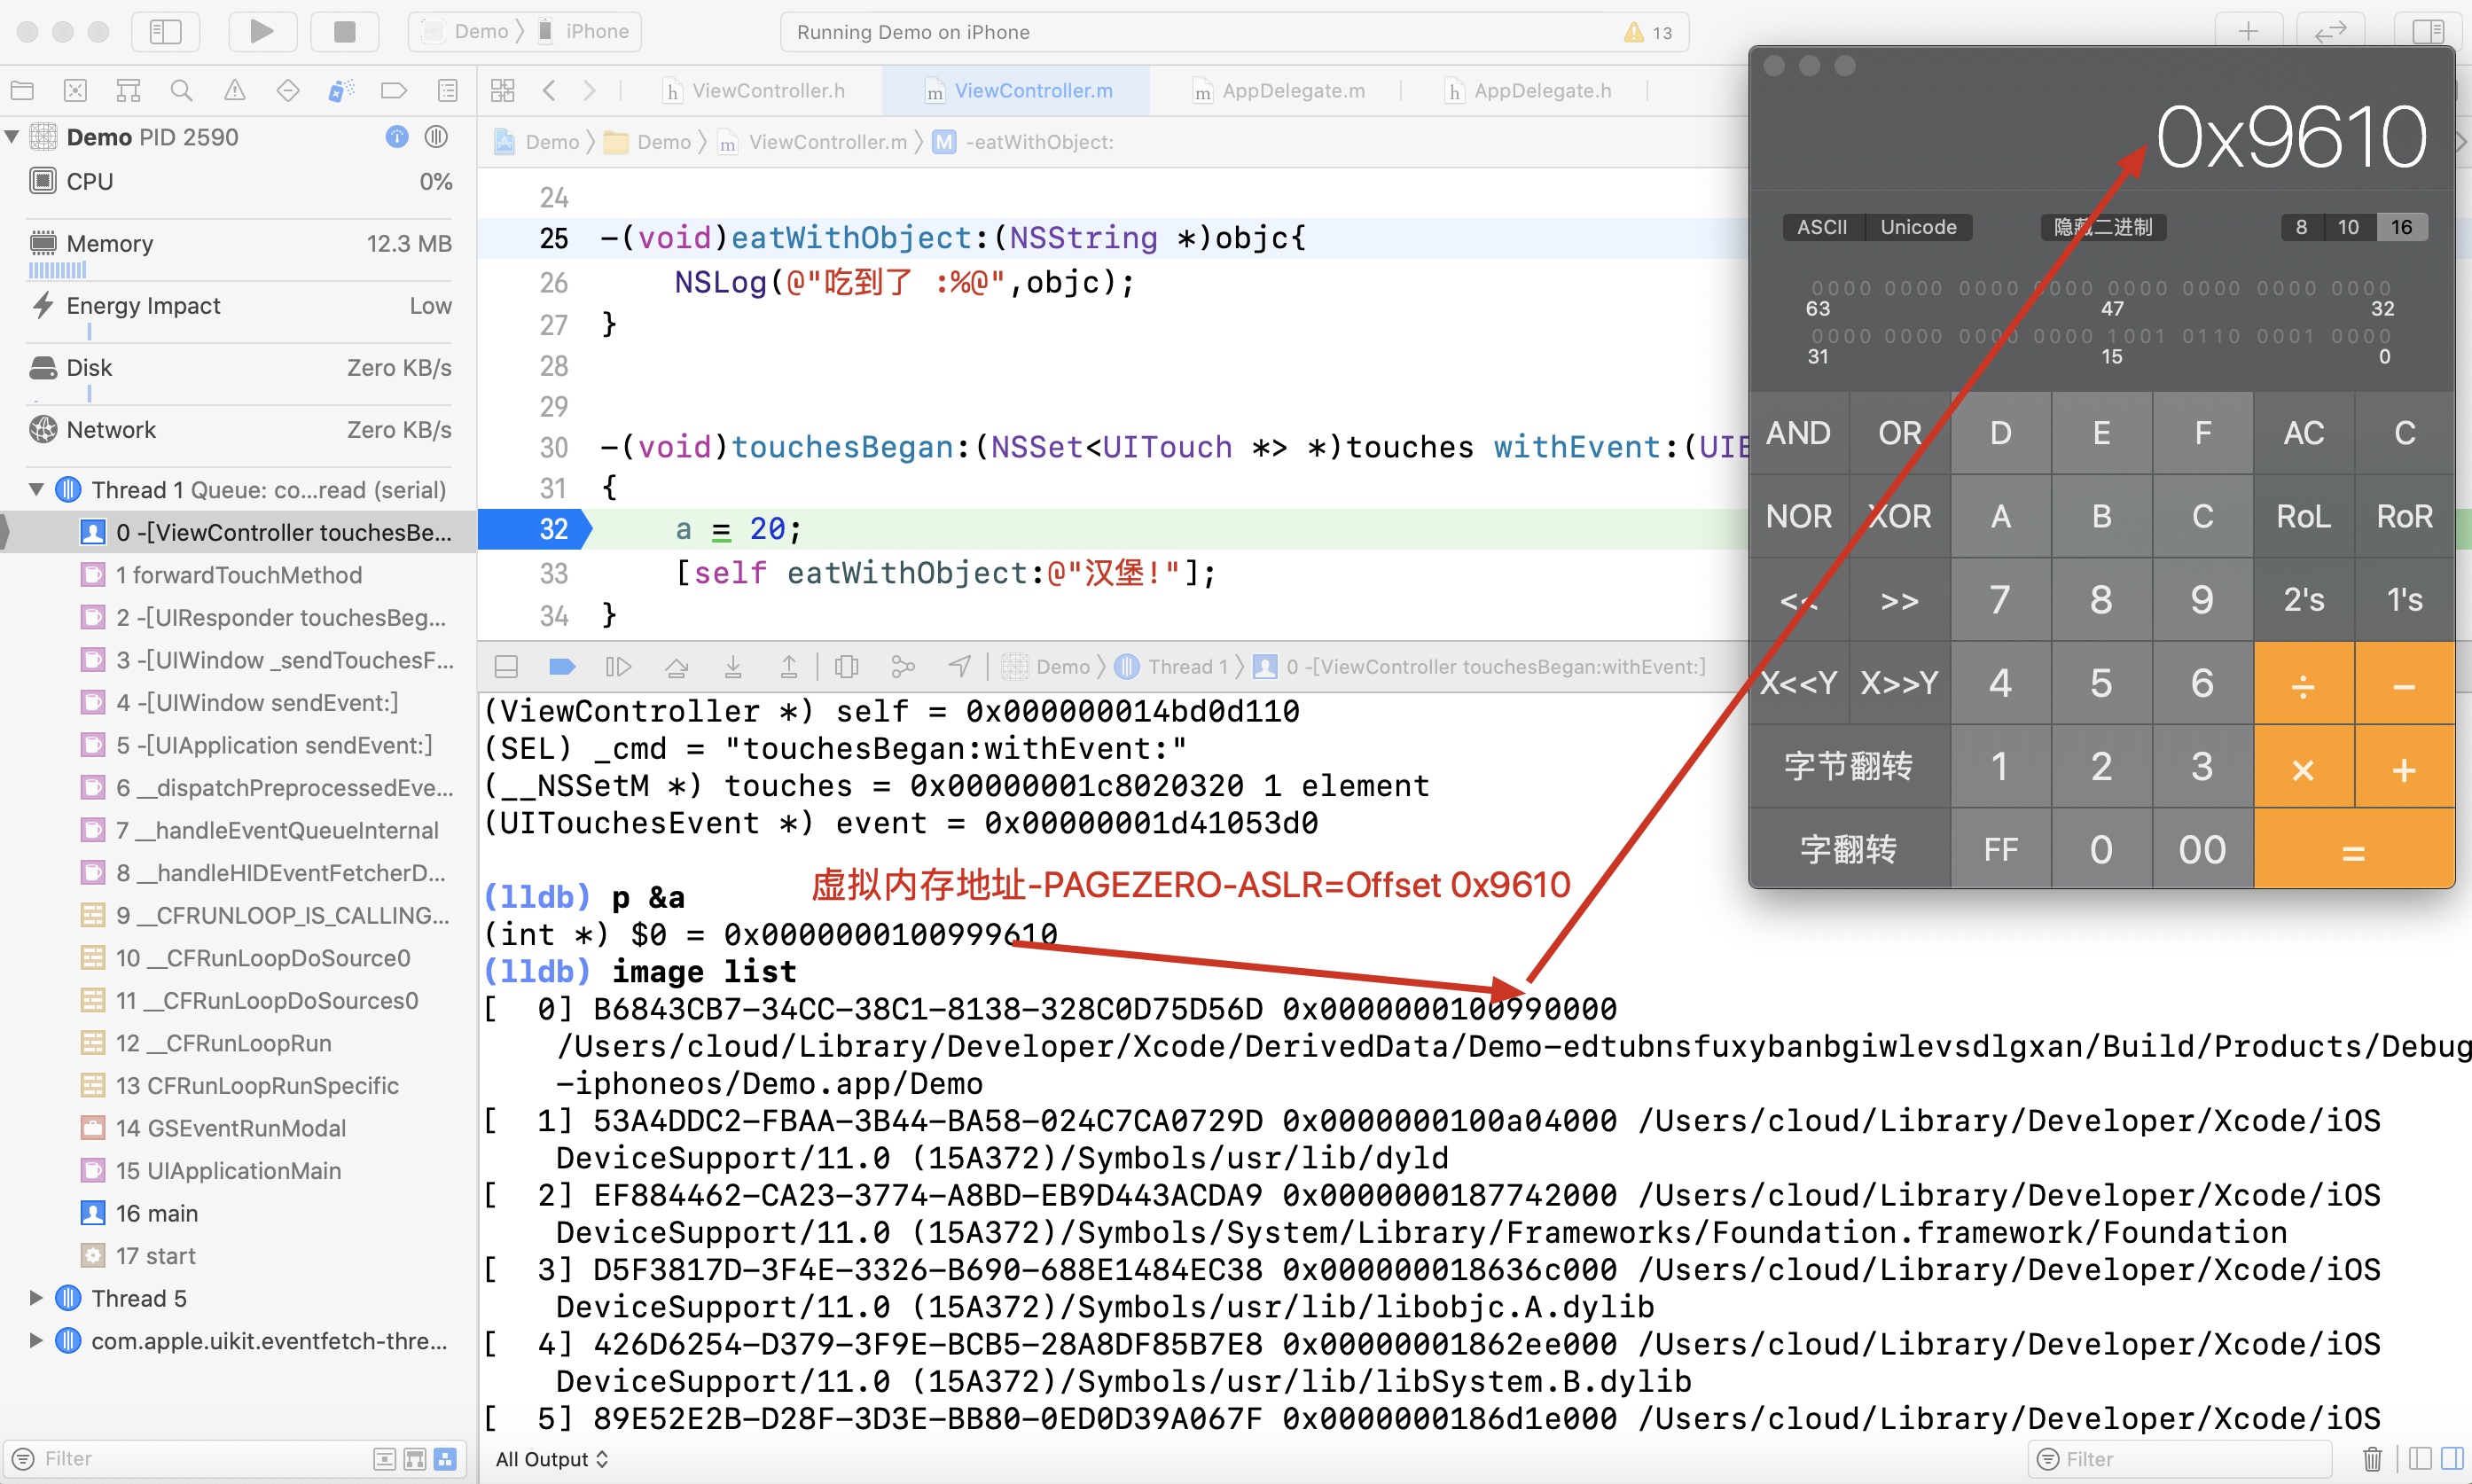 Demo 〉 iPhone
Running Demo on iPhone
13
ViewController.h
ViewController.m
AppDelegate.m
AppDelegate.h
Demo 〉 Demo 〉 ViewController.m 〉 M -eatWithObject:
Demo PID 2590
CPU 0%
Memory 12.3 MB
Energy Impact Low
Disk Zero KB/s
Network Zero KB/s
Thread 1 Queue: co...read (serial)
0 -[ViewController touchesBe...
1 forwardTouchMethod
2 -[UIResponder touchesBeg...
3 -[UIWindow _sendTouchesF...
4 -[UIWindow sendEvent:]
5 -[UIApplication sendEvent:]
6 __dispatchPreprocessedEve...
7 __handleEventQueueInternal
8 __handleHIDEventFetcherD...
9 __CFRUNLOOP_IS_CALLING...
10 __CFRunLoopDoSource0
11 __CFRunLoopDoSources0
12 __CFRunLoopRun
13 CFRunLoopRunSpecific
14 GSEventRunModal
15 UIApplicationMain
16 main
17 start
Thread 5
com.apple.uikit.eventfetch-thre...
Filter
24
25 -(void)eatWithObject:(NSString *)objc{
26 NSLog(@"吃到了 :%@",objc);
27 }
28
29
30 -(void)touchesBegan:(NSSet<UITouch *> *)touches withEvent:(UIE
31 {
32 a = 20;
33 [self eatWithObject:@"汉堡!"];
34 }
Demo 〉 Thread 1 〉 0 -[ViewController touchesBegan:withEvent:]
(ViewController *) self = 0x000000014bd0d110
(SEL) _cmd = "touchesBegan:withEvent:"
(__NSSetM *) touches = 0x00000001c8020320 1 element
(UITouchesEvent *) event = 0x00000001d41053d0
虚拟内存地址-PAGEZERO-ASLR=Offset 0x9610
(lldb) p &a
(int *) $0 = 0x0000000100999610
(lldb) image list
[ 0] B6843CB7-34CC-38C1-8138-328C0D75D56D 0x0000000100990000
/Users/cloud/Library/Developer/Xcode/DerivedData/Demo-edtubnsfuxybanbgiwlevsdlgxan/Build/Products/Debug
-iphoneos/Demo.app/Demo
[ 1] 53A4DDC2-FBAA-3B44-BA58-024C7CA0729D 0x0000000100a04000 /Users/cloud/Library/Developer/Xcode/iOS
DeviceSupport/11.0 (15A372)/Symbols/usr/lib/dyld
[ 2] EF884462-CA23-3774-A8BD-EB9D443ACDA9 0x0000000187742000 /Users/cloud/Library/Developer/Xcode/iOS
DeviceSupport/11.0 (15A372)/Symbols/System/Library/Frameworks/Foundation.framework/Foundation
[ 3] D5F3817D-3F4E-3326-B690-688E1484EC38 0x000000018636c000 /Users/cloud/Library/Developer/Xcode/iOS
DeviceSupport/11.0 (15A372)/Symbols/usr/lib/libobjc.A.dylib
[ 4] 426D6254-D379-3F9E-BCB5-28A8DF85B7E8 0x00000001862ee000 /Users/cloud/Library/Developer/Xcode/iOS
DeviceSupport/11.0 (15A372)/Symbols/usr/lib/libSystem.B.dylib
[ 5] 89E52E2B-D28F-3D3E-BB80-0ED0D39A067F 0x0000000186d1e000 /Users/cloud/Library/Developer/Xcode/iOS
All Output
Filter
0x9610
ASCII Unicode 隐藏二进制 8 10 16
0000 0000 0000 0000 0000 0000 0000 0000
63 47 32
0000 0000 0000 0000 1001 0110 0001 0000
31 15 0
AND OR D E F AC C
NOR XOR A B C RoL RoR
<< >> 7 8 9 2's 1's
X<<Y X>>Y 4 5 6 ÷ −
字节翻转 1 2 3 × +
字翻转 FF 0 00 =